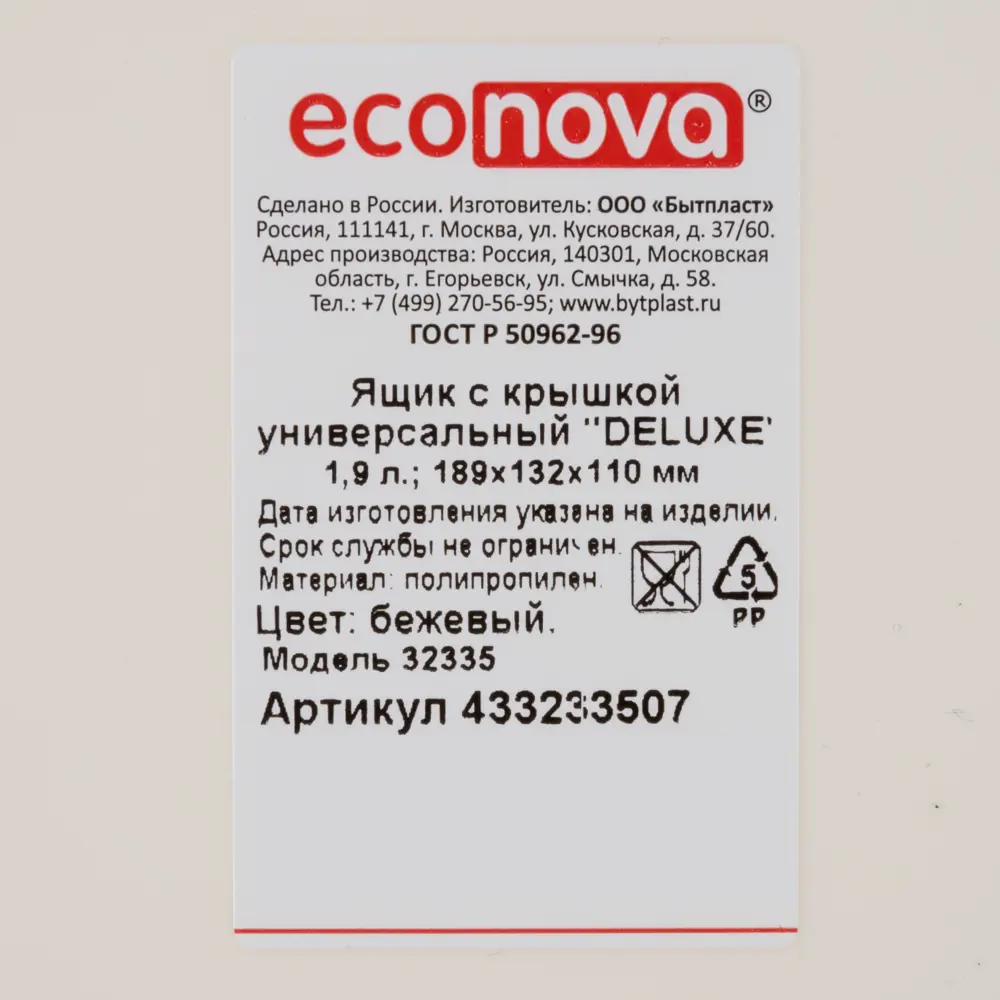 econova®
Сделано в России. Изготовитель: ООО «Бытпласт»
Россия, 111141, г. Москва, ул. Кусковская, д. 37/60.
Адрес производства: Россия, 140301, Московская
область, г. Егорьевск, ул. Смычка, д. 58.
Тел.: +7 (499) 270-56-95; www.bytplast.ru
ГОСТ Р 50962-96
Ящик с крышкой
универсальный "DELUXE'
1,9 л.; 189x132x110 мм
Дата изготовления указана на изделии.
Срок службы не ограничен.
Материал: полипропилен.
5
PP
Цвет: бежевый.
Модель 32335
Артикул 433233507